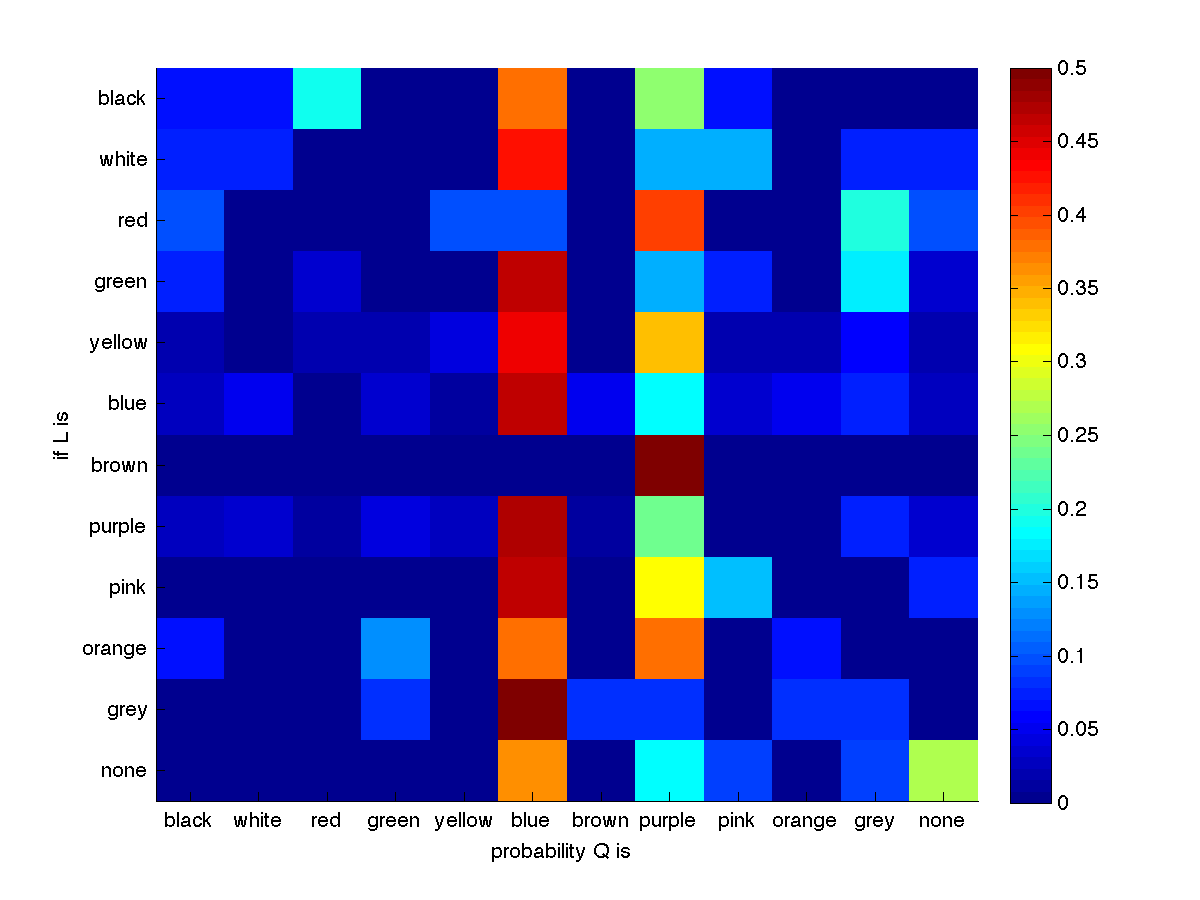 black
white
red
green
yellow
blue
brown
purple
pink
orange
grey
none
if L is
black white red green yellow blue brown purple pink orange grey none
probability Q is
0.5
0.45
0.4
0.35
0.3
0.25
0.2
0.15
0.1
0.05
0